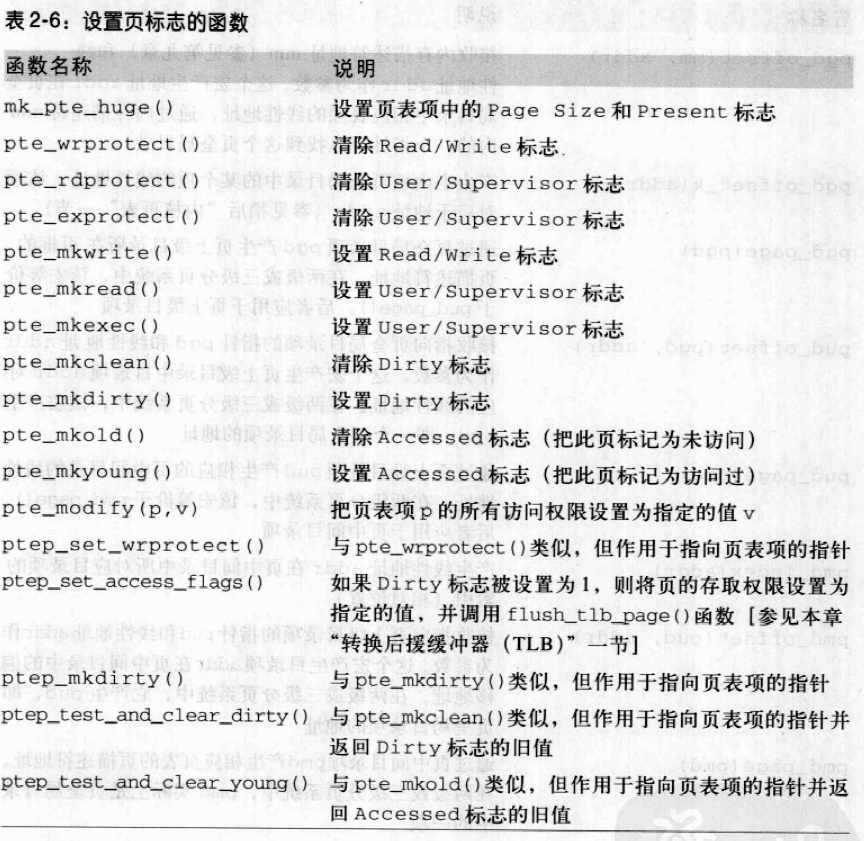 表 2-6：设置页标志的函数
函数名称 说明
mk_pte_huge() 设置页表项中的 Page Size 和 Present 标志
pte_wrprotect() 清除 Read/Write 标志
pte_rdprotect() 清除 User/Supervisor 标志
pte_exprotect() 清除 User/Supervisor 标志
pte_mkwrite() 设置 Read/Write 标志
pte_mkread() 设置 User/Supervisor 标志
pte_mkexec() 设置 User/Supervisor 标志
pte_mkclean() 清除 Dirty 标志
pte_mkdirty() 设置 Dirty 标志
pte_mkold() 清除 Accessed 标志（把此页标记为未访问）
pte_mkyoung() 设置 Accessed 标志（把此页标记为访问过）
pte_modify(p,v) 把页表项 p 的所有访问权限设置为指定的值 v
ptep_set_wrprotect() 与 pte_wrprotect()类似，但作用于指向页表项的指针
ptep_set_access_flags() 如果 Dirty 标志被设置为 1，则将页的存取权限设置为
指定的值，并调用 flush_tlb_page()函数［参见本章
“转换后援缓冲器（TLB）”一节］
ptep_mkdirty() 与 pte_mkdirty()类似，但作用于指向页表项的指针
ptep_test_and_clear_dirty() 与 pte_mkclean()类似，但作用于指向页表项的指针并
返回 Dirty 标志的旧值
ptep_test_and_clear_young() 与 pte_mkold()类似，但作用于指向页表项的指针并返
回 Accessed 标志的旧值